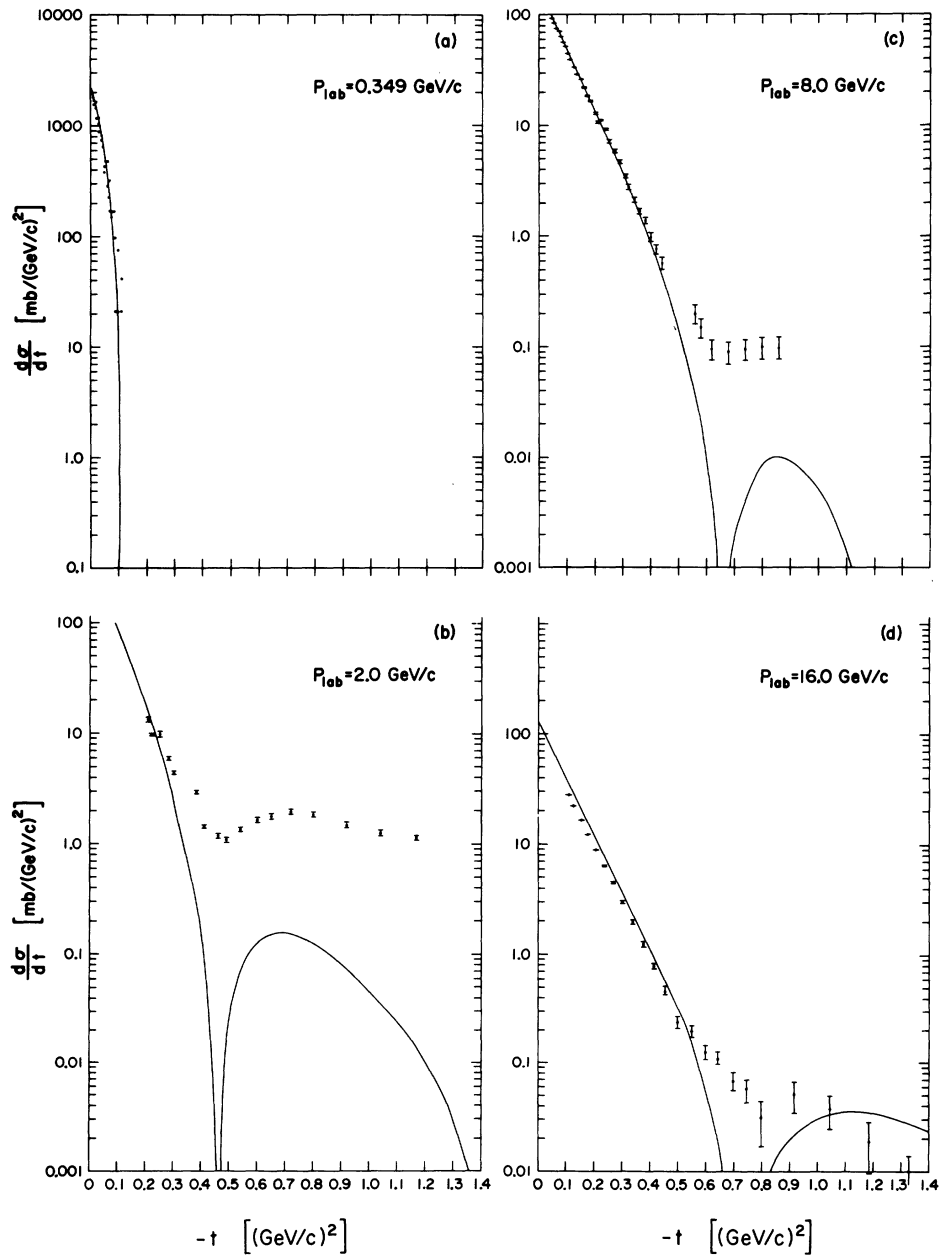 (a)
P_lab=0.349 GeV/c
10000
1000
100
10
1.0
0.1
dσ/dt [mb/(GeV/c)²]
(c)
P_lab=8.0 GeV/c
100
10
1.0
0.1
0.01
0.001
(b)
P_lab=2.0 GeV/c
100
10
1.0
0.1
0.01
0.001
dσ/dt [mb/(GeV/c)²]
0 0.1 0.2 0.3 0.4 0.5 0.6 0.7 0.8 0.9 1.0 1.1 1.2 1.3 1.4
-t [(GeV/c)²]
(d)
P_lab=16.0 GeV/c
100
10
1.0
0.1
0.01
0 0.1 0.2 0.3 0.4 0.5 0.6 0.7 0.8 0.9 1.0 1.1 1.2 1.3 1.4
-t [(GeV/c)²]